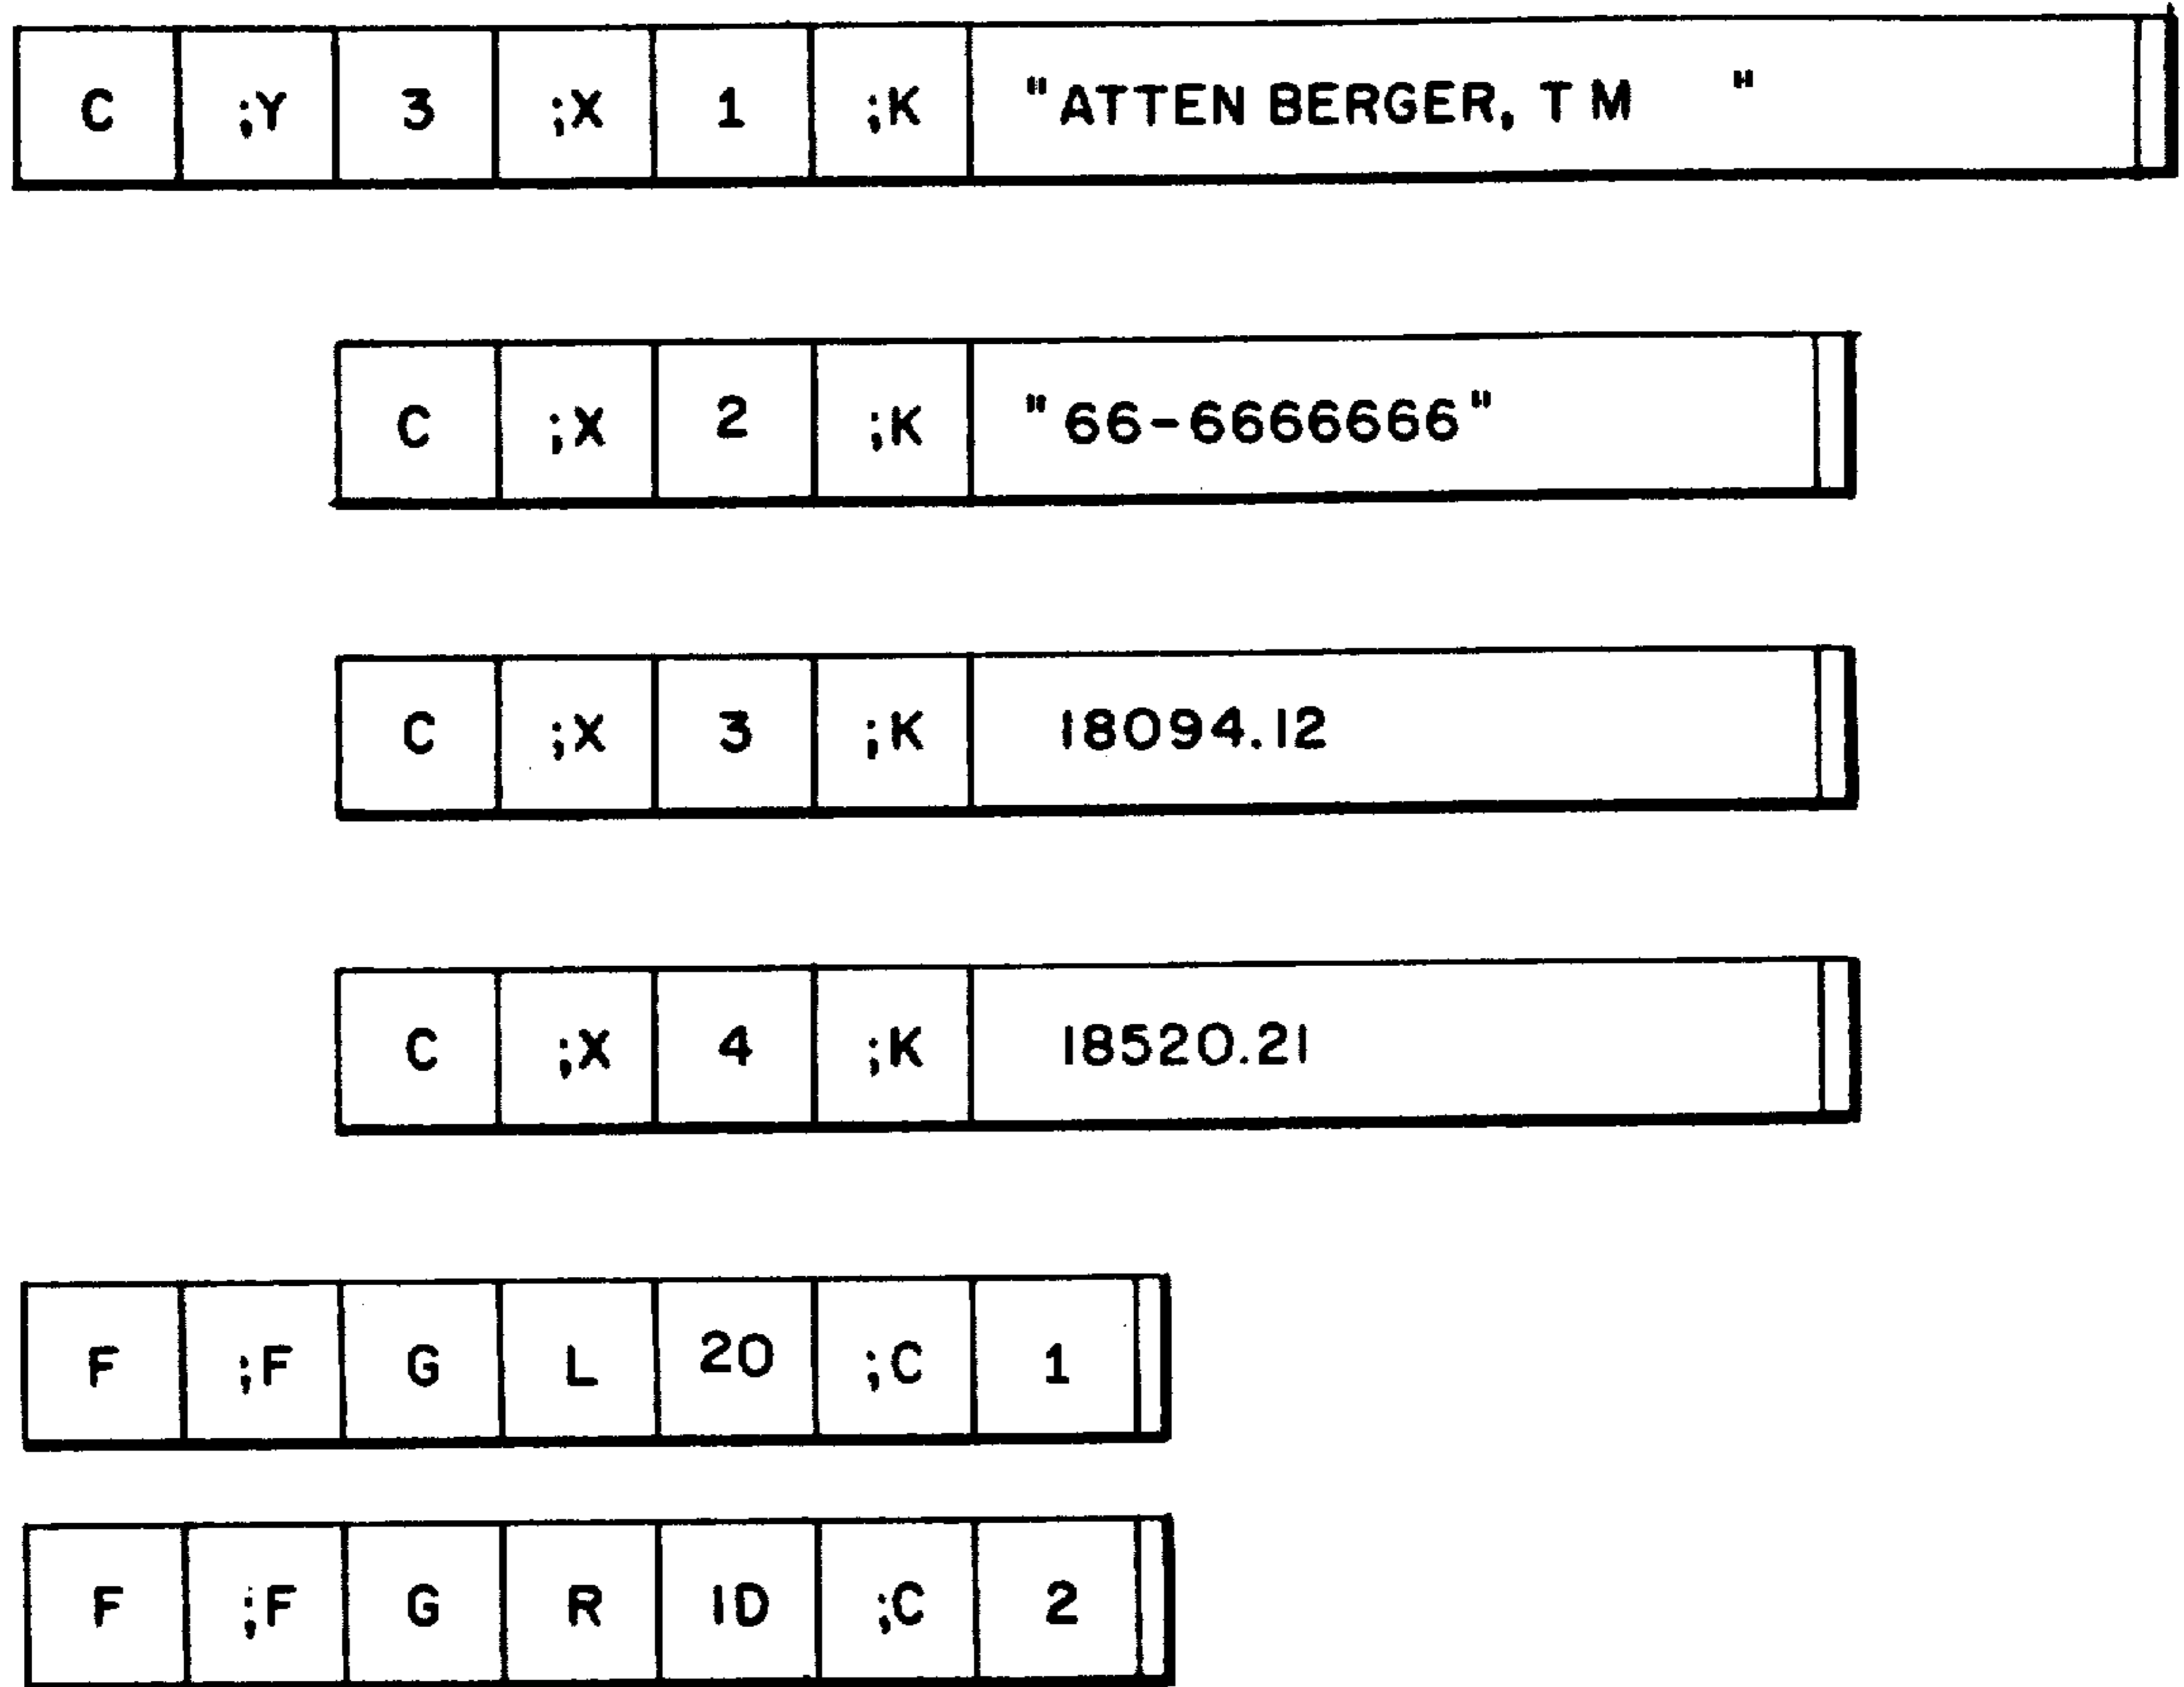 C ;Y 3 ;X 1 ;K "ATTEN BERGER, T M "
C ;X 2 ;K "66-6666666"
C ;X 3 ;K 18094.12
C ;X 4 ;K 18520.21
F ;F G L 20 ;C 1
F ;F G R 1D ;C 2